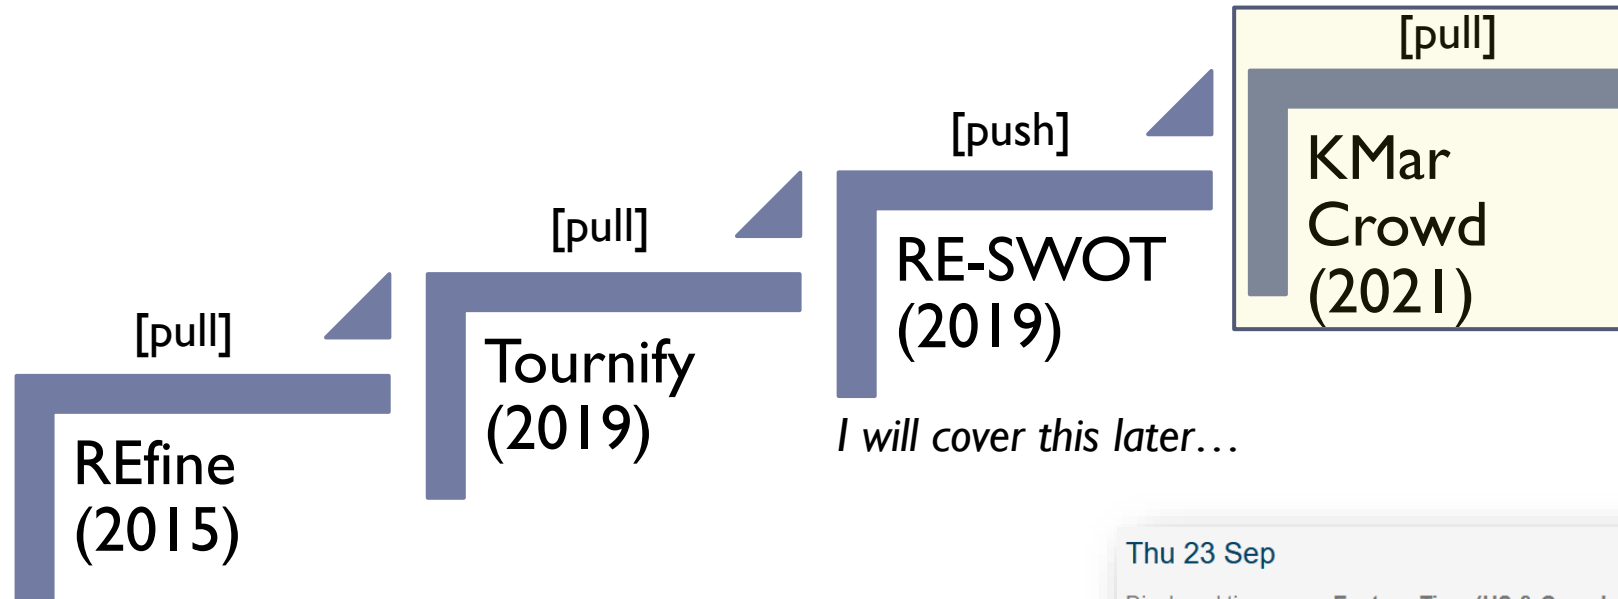 [pull]
REfine
(2015)
[pull]
Tournify
(2019)
[push]
RE-SWOT
(2019)
I will cover this later…
[pull]
KMar
Crowd
(2021)
Thu 23 Sep